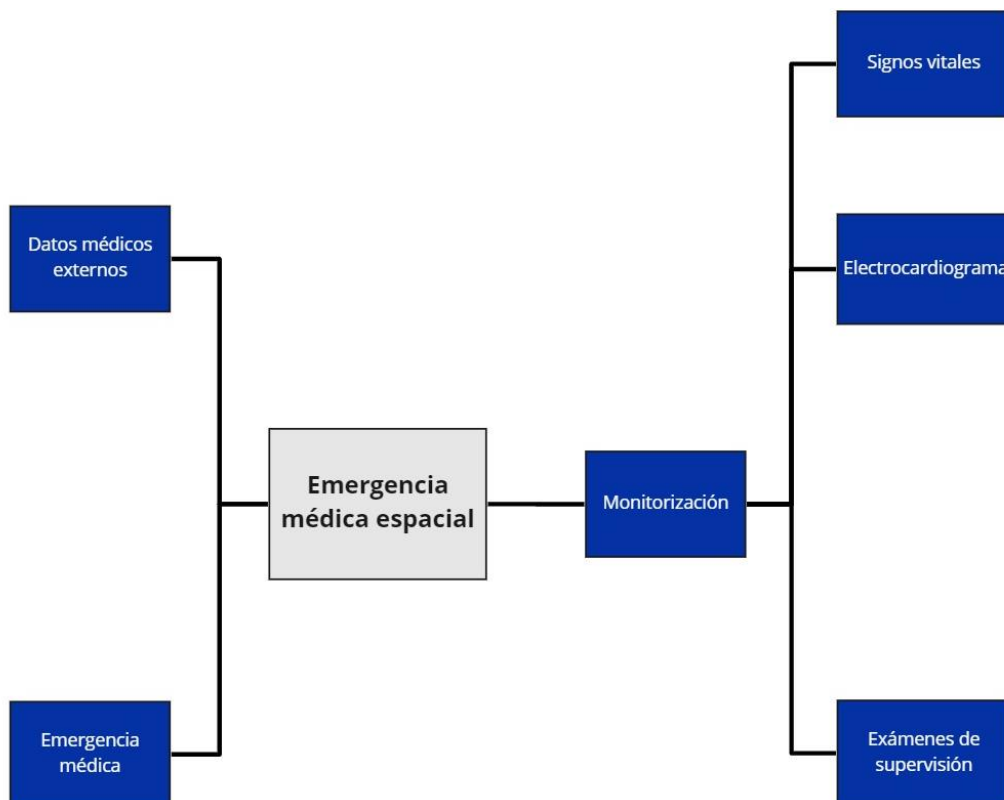 Signos vitales
Datos médicos
externos
Electrocardiograma
Emergencia
médica espacial
Monitorización
Emergencia
médica
Exámenes de
supervisión